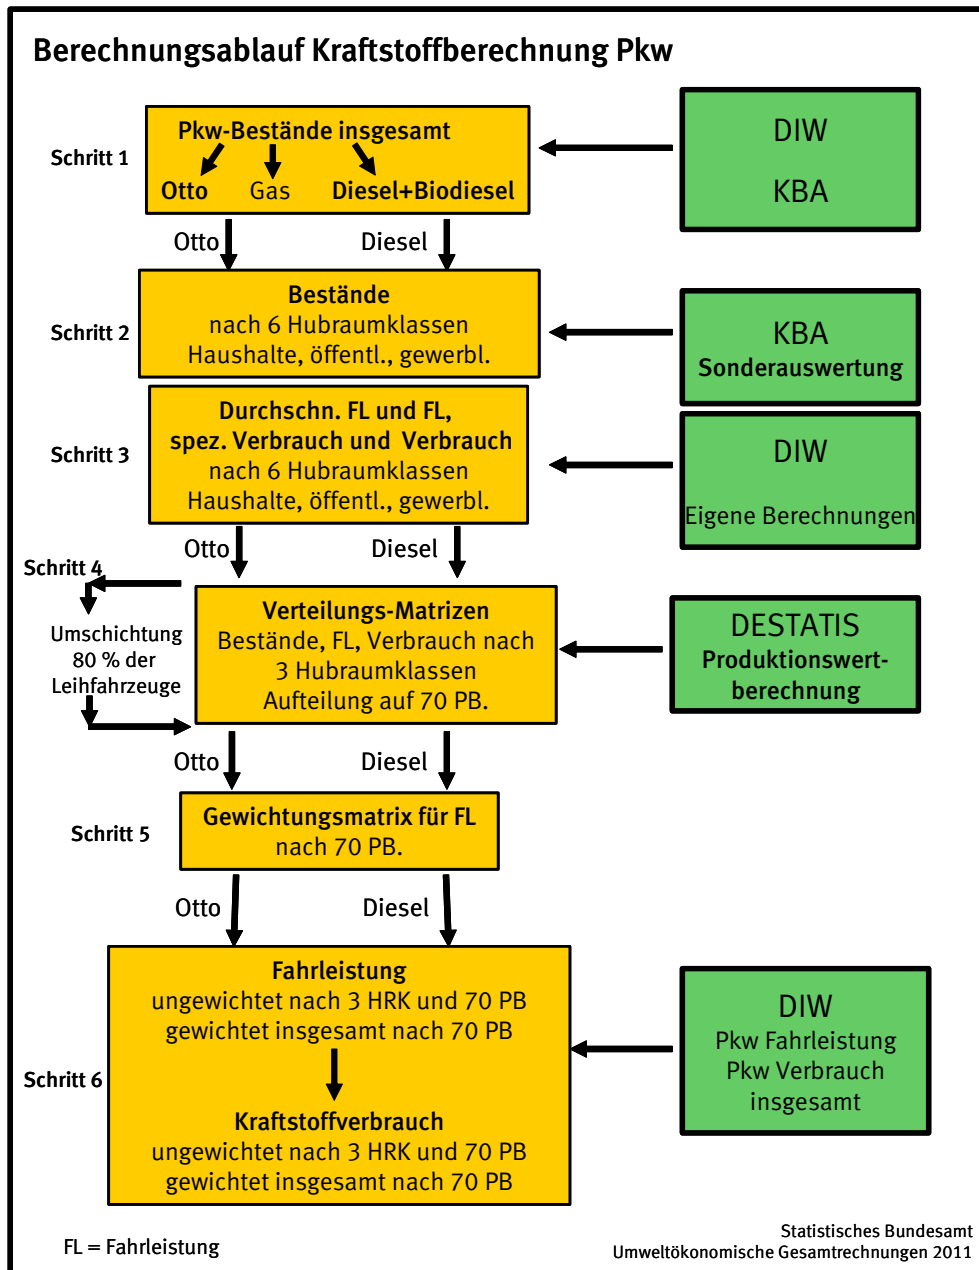 Berechnungsablauf Kraftstoffberechnung Pkw
Schritt 1
Pkw-Bestände insgesamt
Otto Gas Diesel+Biodiesel
DIW
KBA
Otto Diesel
Schritt 2
Bestände
nach 6 Hubraumklassen
Haushalte, öffentl., gewerbl.
KBA
Sonderauswertung
Schritt 3
Durchschn. FL und FL,
spez. Verbrauch und Verbrauch
nach 6 Hubraumklassen
Haushalte, öffentl., gewerbl.
DIW
Eigene Berechnungen
Otto Diesel
Schritt 4
Umschichtung
80 % der
Leihfahrzeuge
Verteilungs-Matrizen
Bestände, FL, Verbrauch nach
3 Hubraumklassen
Aufteilung auf 70 PB.
DESTATIS
Produktionswert-
berechnung
Otto Diesel
Schritt 5
Gewichtungsmatrix für FL
nach 70 PB.
Otto Diesel
Schritt 6
Fahrleistung
ungewichtet nach 3 HRK und 70 PB
gewichtet insgesamt nach 70 PB
Kraftstoffverbrauch
ungewichtet nach 3 HRK und 70 PB
gewichtet insgesamt nach 70 PB
DIW
Pkw Fahrleistung
Pkw Verbrauch
insgesamt
FL = Fahrleistung
Statistisches Bundesamt
Umweltökonomische Gesamtrechnungen 2011